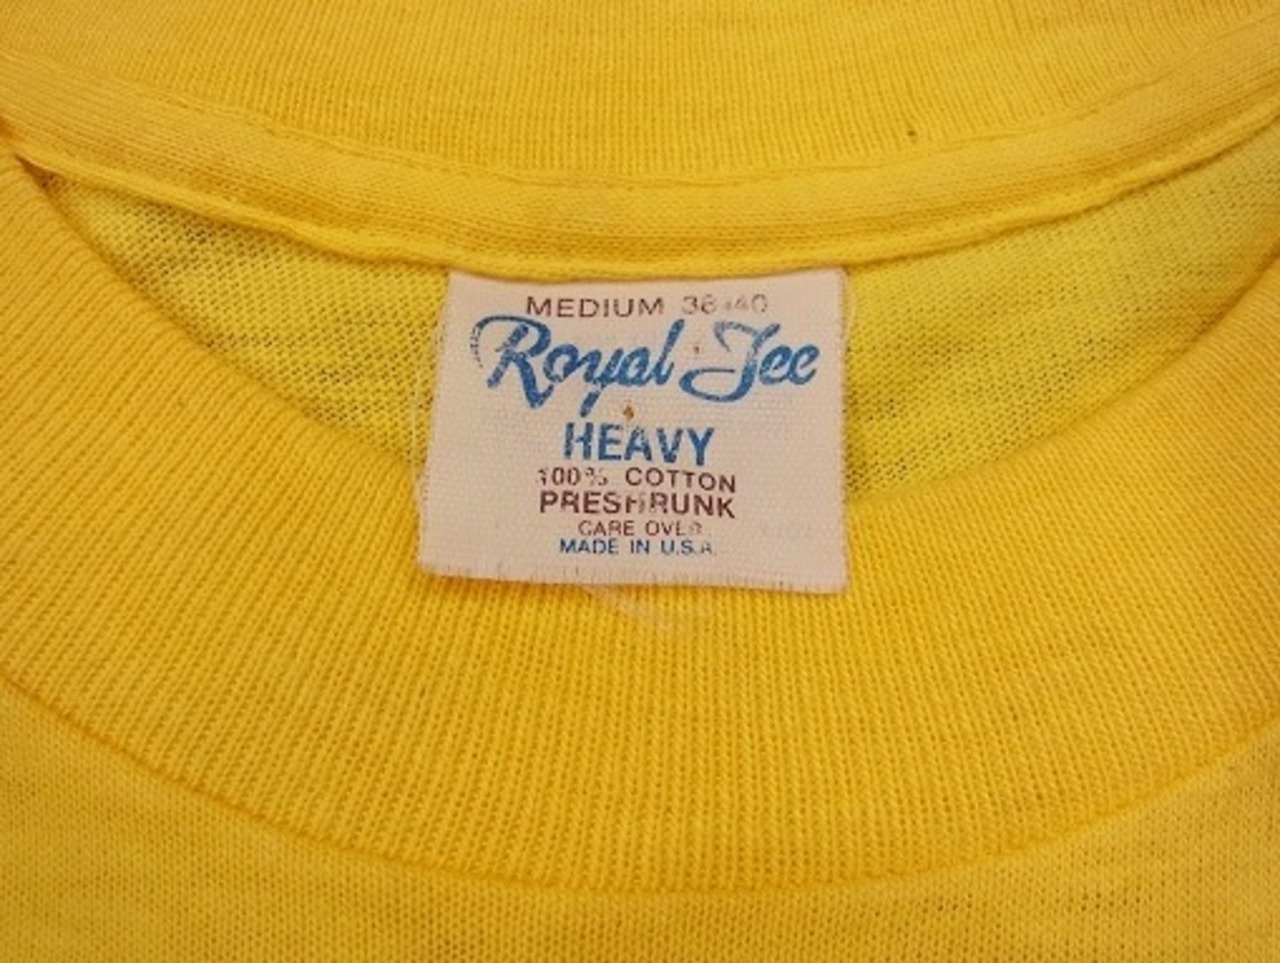 MEDIUM 38-40
Royal Tee
HEAVY
100% COTTON
PRESHRUNK
CARE OVER
MADE IN U.S.A.